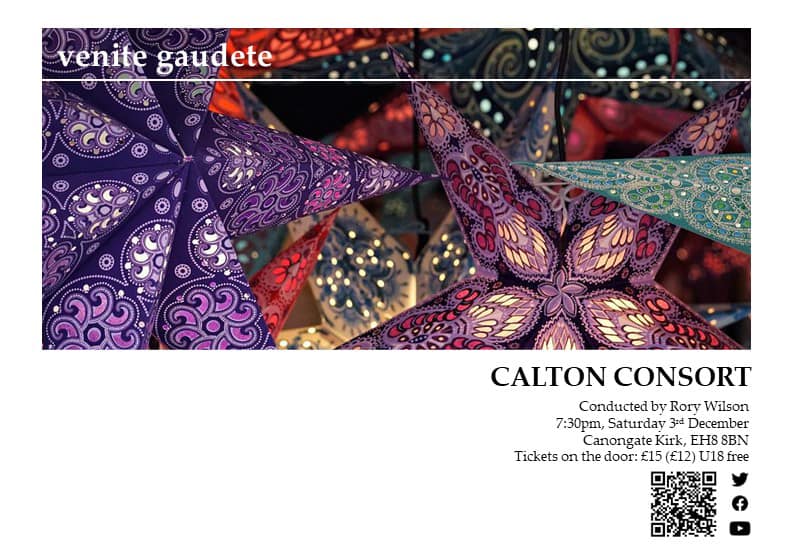 venite gaudete
CALTON CONSORT
Conducted by Rory Wilson
7:30pm, Saturday 3rd December
Canongate Kirk, EH8 8BN
Tickets on the door: £15 (£12) U18 free